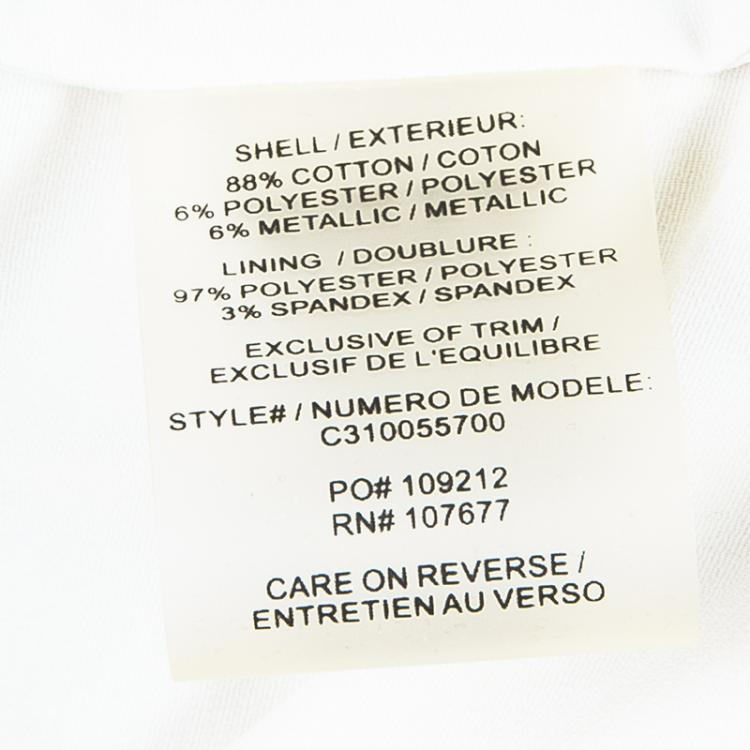 SHELL / EXTERIEUR:
88% COTTON / COTON
6% POLYESTER / POLYESTER
6% METALLIC / METALLIC
LINING / DOUBLURE :
97% POLYESTER / POLYESTER
3% SPANDEX / SPANDEX
EXCLUSIVE OF TRIM /
EXCLUSIF DE L'EQUILIBRE
STYLE# / NUMERO DE MODELE:
C310055700
PO# 109212
RN# 107677
CARE ON REVERSE /
ENTRETIEN AU VERSO